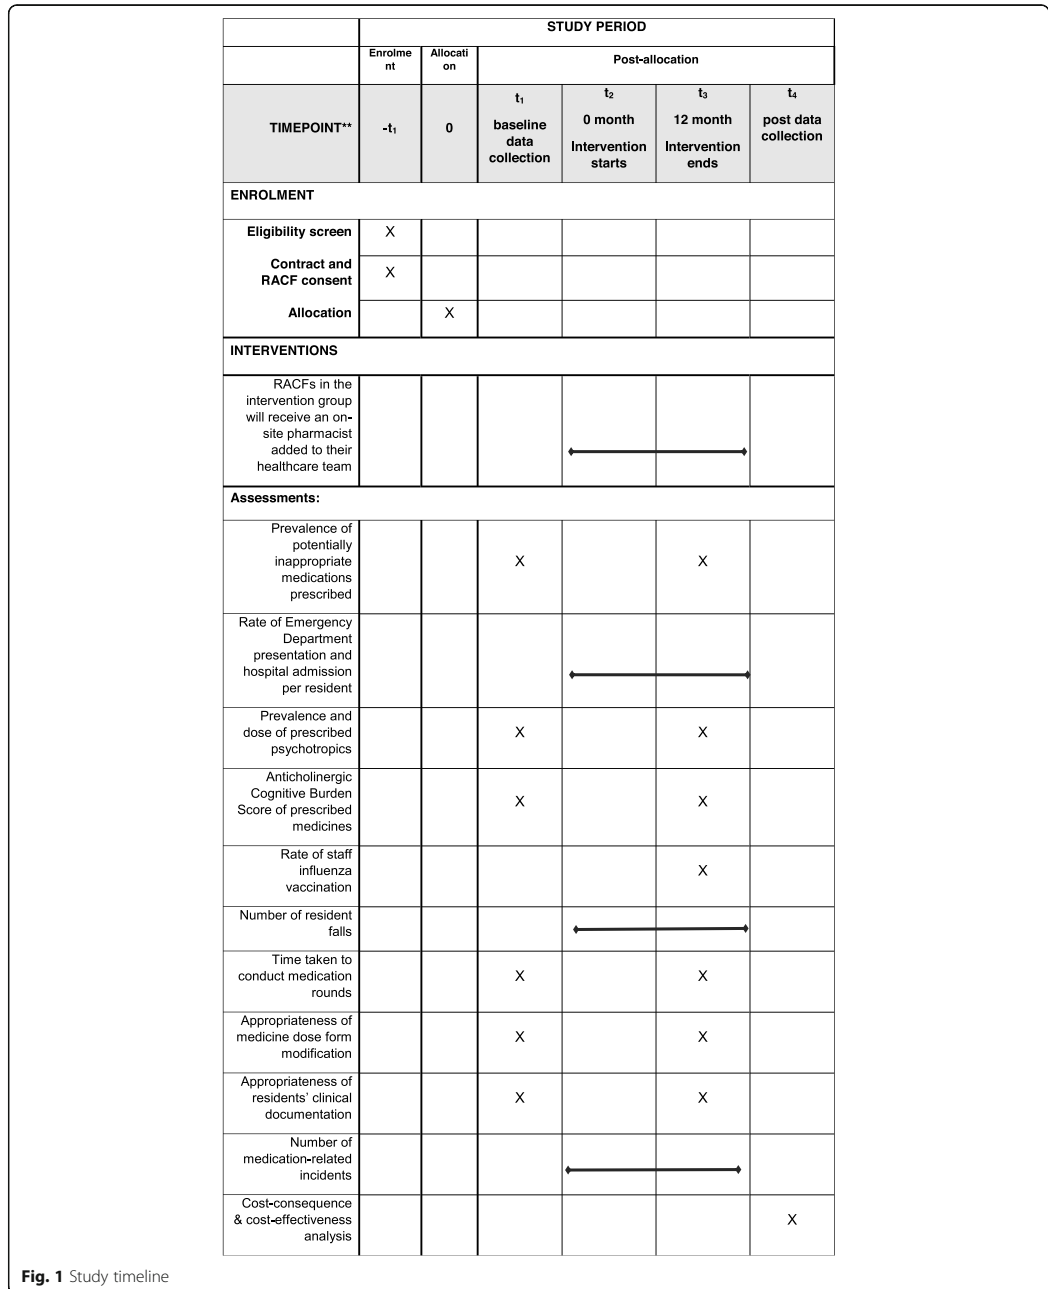 STUDY PERIOD
Enrolme
nt
Allocati
on
Post-allocation
TIMEPOINT**
-t₁
0
t₁
baseline
data
collection
t₂
0 month
Intervention
starts
t₃
12 month
Intervention
ends
t₄
post data
collection
ENROLMENT
Eligibility screen
X
Contract and
RACF consent
X
Allocation
X
INTERVENTIONS
RACFs in the
intervention group
will receive an on-
site pharmacist
added to their
healthcare team
Assessments:
Prevalence of
potentially
inappropriate
medications
prescribed
X X
Rate of Emergency
Department
presentation and
hospital admission
per resident
Prevalence and
dose of prescribed
psychotropics
X X
Anticholinergic
Cognitive Burden
Score of prescribed
medicines
X X
Rate of staff
influenza
vaccination
X
Number of resident
falls
Time taken to
conduct medication
rounds
X X
Appropriateness of
medicine dose form
modification
X X
Appropriateness of
residents' clinical
documentation
X X
Number of
medication-related
incidents
Cost-consequence
& cost-effectiveness
analysis
X
Fig. 1 Study timeline